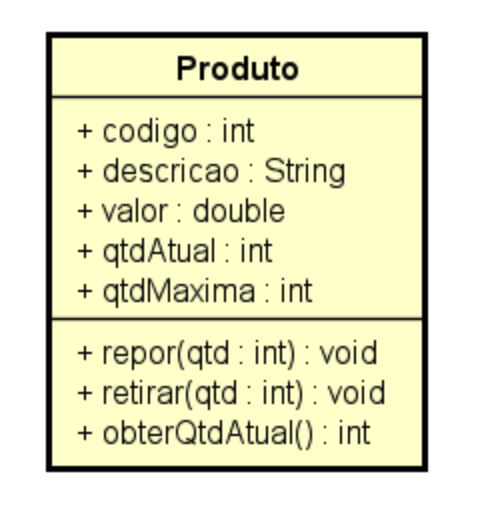 Produto
+ codigo : int
+ descricao : String
+ valor : double
+ qtdAtual : int
+ qtdMaxima : int
+ repor(qtd : int) : void
+ retirar(qtd : int) : void
+ obterQtdAtual() : int